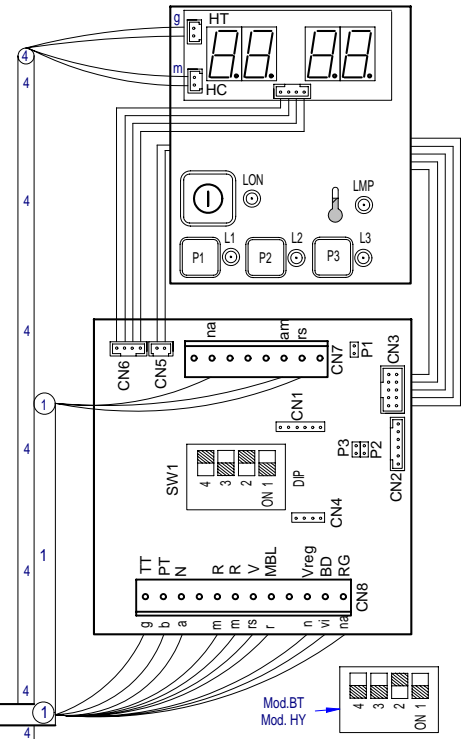 g
HT
88 88
4
m
HC
4
LON
LMP
4
L1
L2
L3
P1
P2
P3
4
na
am
rs
CN6
CN5
CN7
P1
CN3
1
CN1
4
SW1
4
3
2
ON 1
DIP
P3
P2
CN2
CN4
1
TT
PT
N
R
R
V
MBL
Vreg
BD
RG
CN8
4
g
b
a
m
m
rs
r
n
vi
na
4
1
4
Mod.BT
Mod. HY
4
3
2
ON 1